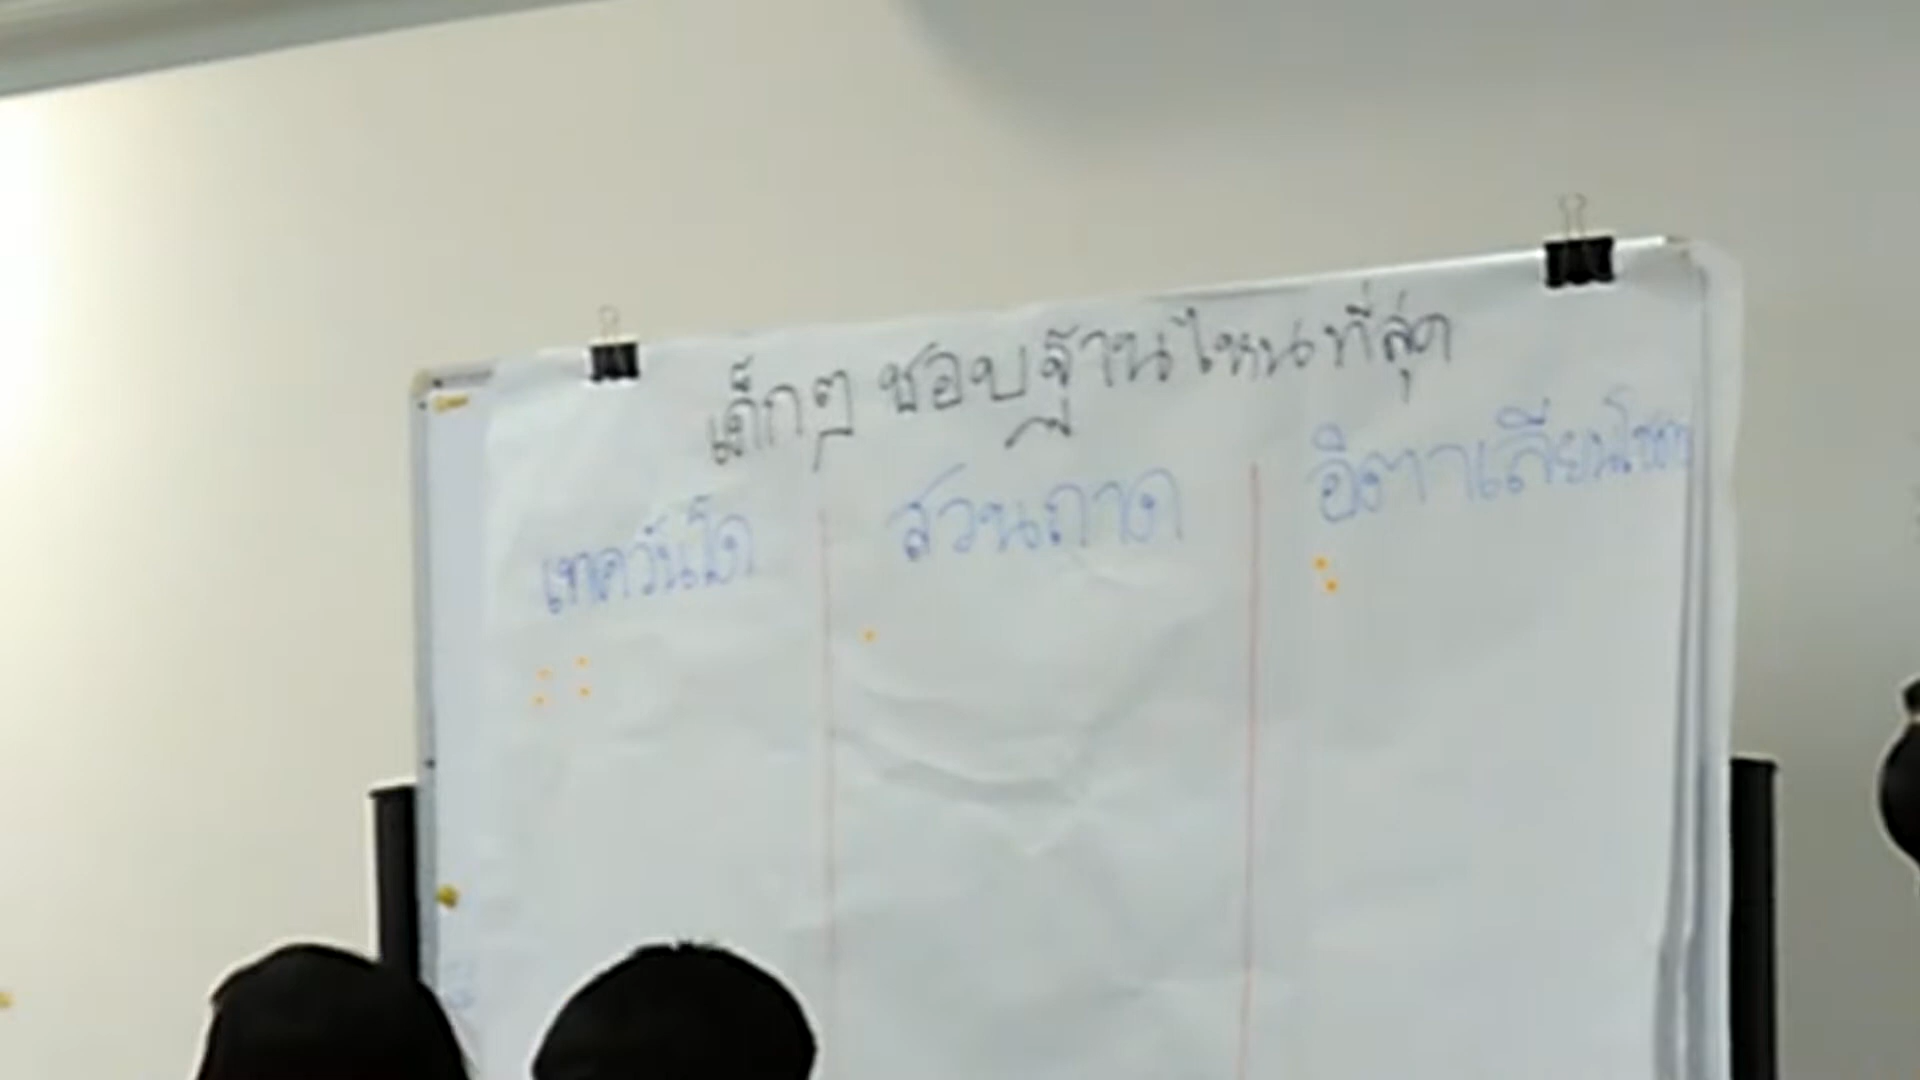 เด็กๆ ชอบฐานไหนที่สุด
เทควันโด
สวนถาด
อิตาเลียนโซดา